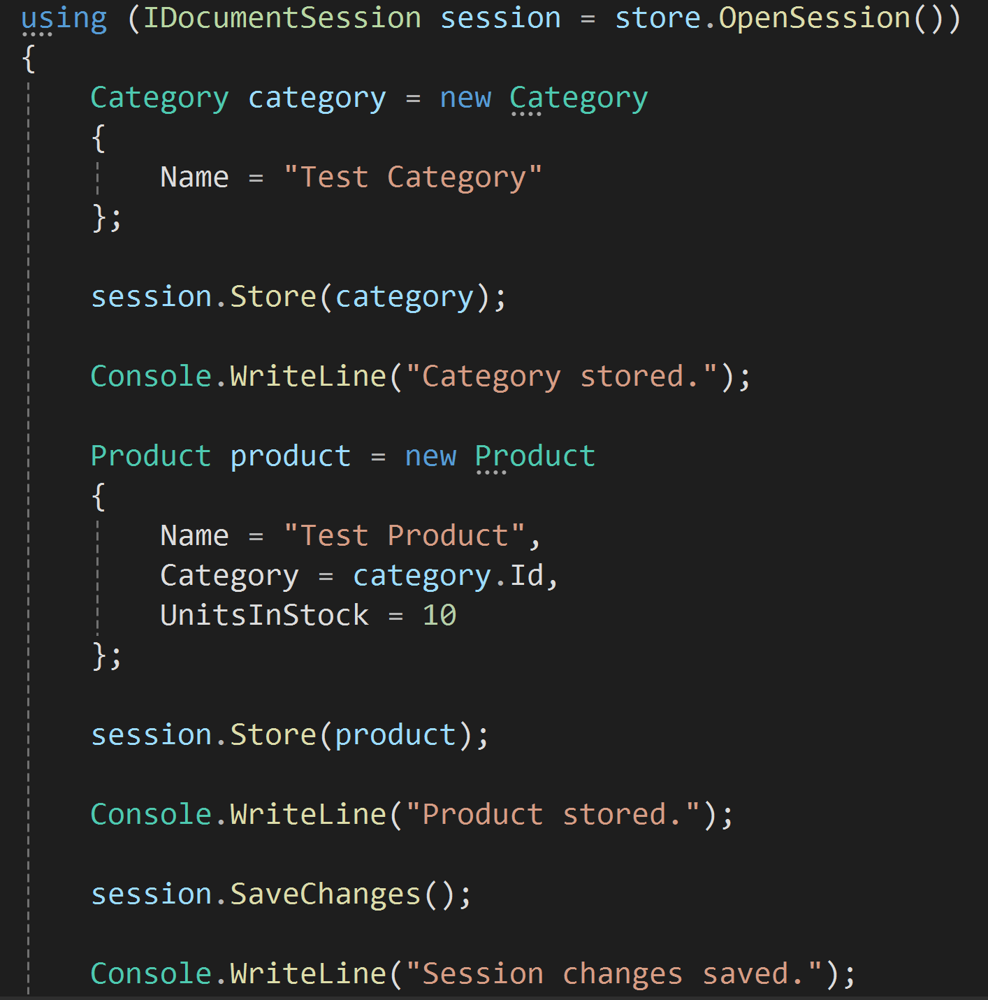 using (IDocumentSession session = store.OpenSession())
{
    Category category = new Category
    {
        Name = "Test Category"
    };

    session.Store(category);

    Console.WriteLine("Category stored.");

    Product product = new Product
    {
        Name = "Test Product",
        Category = category.Id,
        UnitsInStock = 10
    };

    session.Store(product);

    Console.WriteLine("Product stored.");

    session.SaveChanges();

    Console.WriteLine("Session changes saved.");